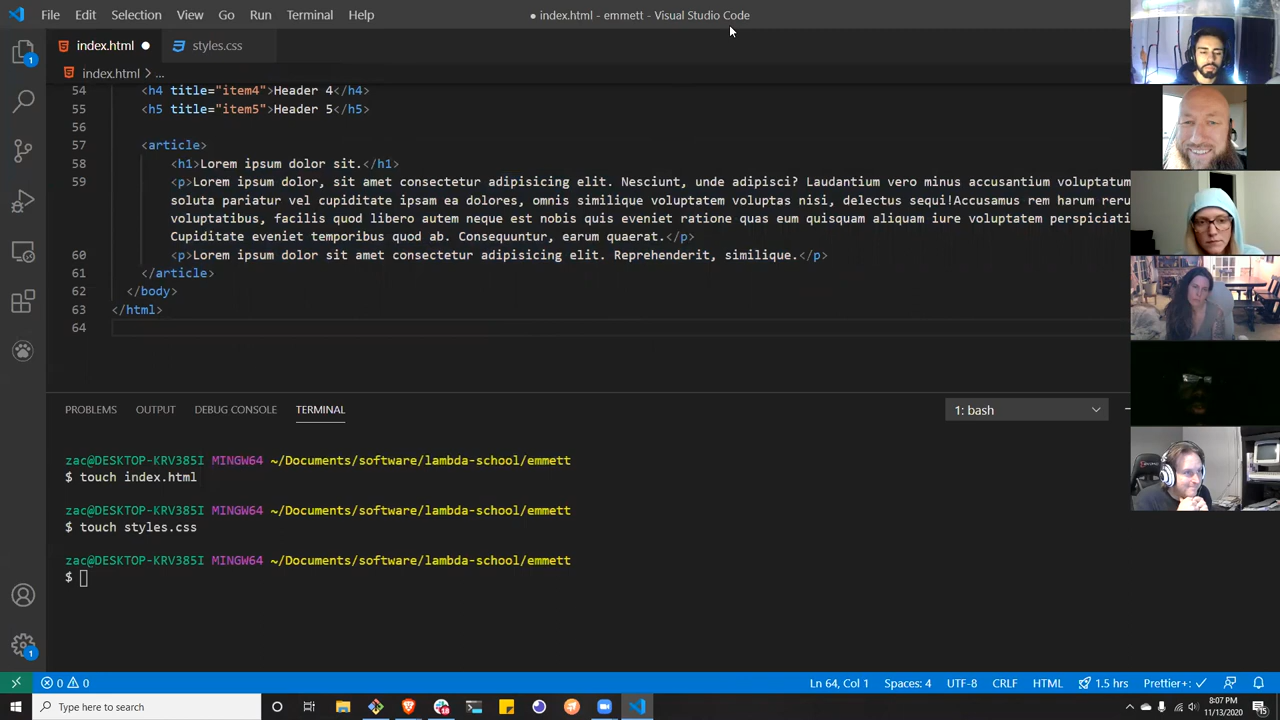 File Edit Selection View Go Run Terminal Help
● index.html - emmett - Visual Studio Code
index.html ●
styles.css
index.html > ...
54 <h4 title="item4">Header 4</h4>
55 <h5 title="item5">Header 5</h5>
56
57 <article>
58 <h1>Lorem ipsum dolor sit.</h1>
59 <p>Lorem ipsum dolor, sit amet consectetur adipisicing elit. Nesciunt, unde adipisci? Laudantium vero minus accusantium voluptatum
soluta pariatur vel cupiditate ipsam ea dolores, omnis similique voluptatem voluptas nisi, delectus sequi!Accusamus rem harum reru
voluptatibus, facilis quod libero autem neque est nobis quis eveniet ratione quas eum quisquam aliquam iure voluptatem perspiciati
Cupiditate eveniet temporibus quod ab. Consequuntur, earum quaerat.</p>
60 <p>Lorem ipsum dolor sit amet consectetur adipisicing elit. Reprehenderit, similique.</p>
61 </article>
62 </body>
63 </html>
64
PROBLEMS OUTPUT DEBUG CONSOLE TERMINAL
1: bash
zac@DESKTOP-KRV385I MINGW64 ~/Documents/software/lambda-school/emmett
$ touch index.html
zac@DESKTOP-KRV385I MINGW64 ~/Documents/software/lambda-school/emmett
$ touch styles.css
zac@DESKTOP-KRV385I MINGW64 ~/Documents/software/lambda-school/emmett
$
1
1
0 0
Ln 64, Col 1 Spaces: 4 UTF-8 CRLF HTML 1.5 hrs Prettier+: ✓
Type here to search
8:07 PM
11/13/2020
15